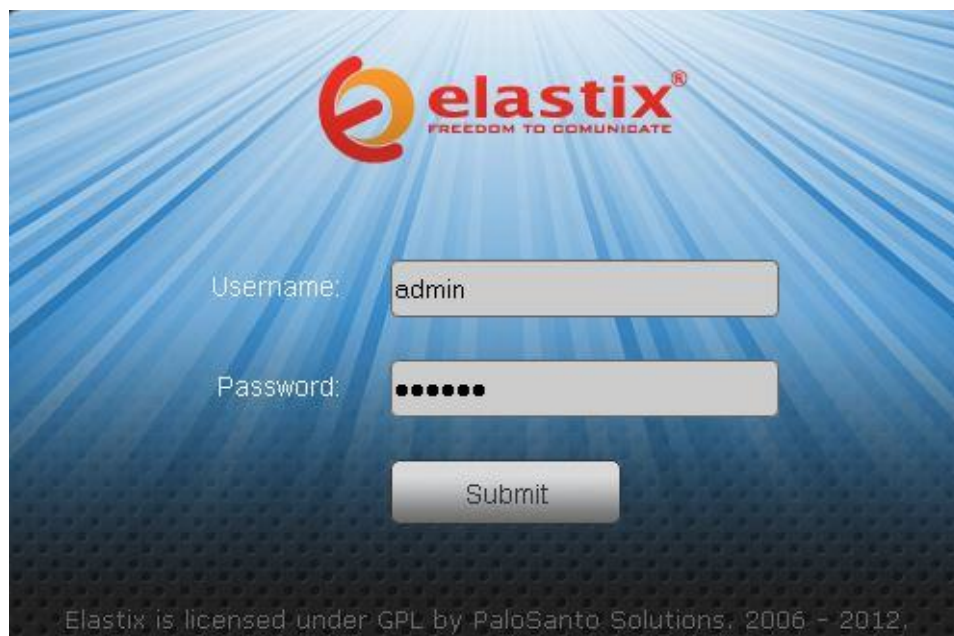 elastix®
FREEDOM TO COMUNICATE
Username: admin
Password: ●●●●●●
Submit
Elastix is licensed under GPL by PaloSanto Solutions. 2006 - 2012.